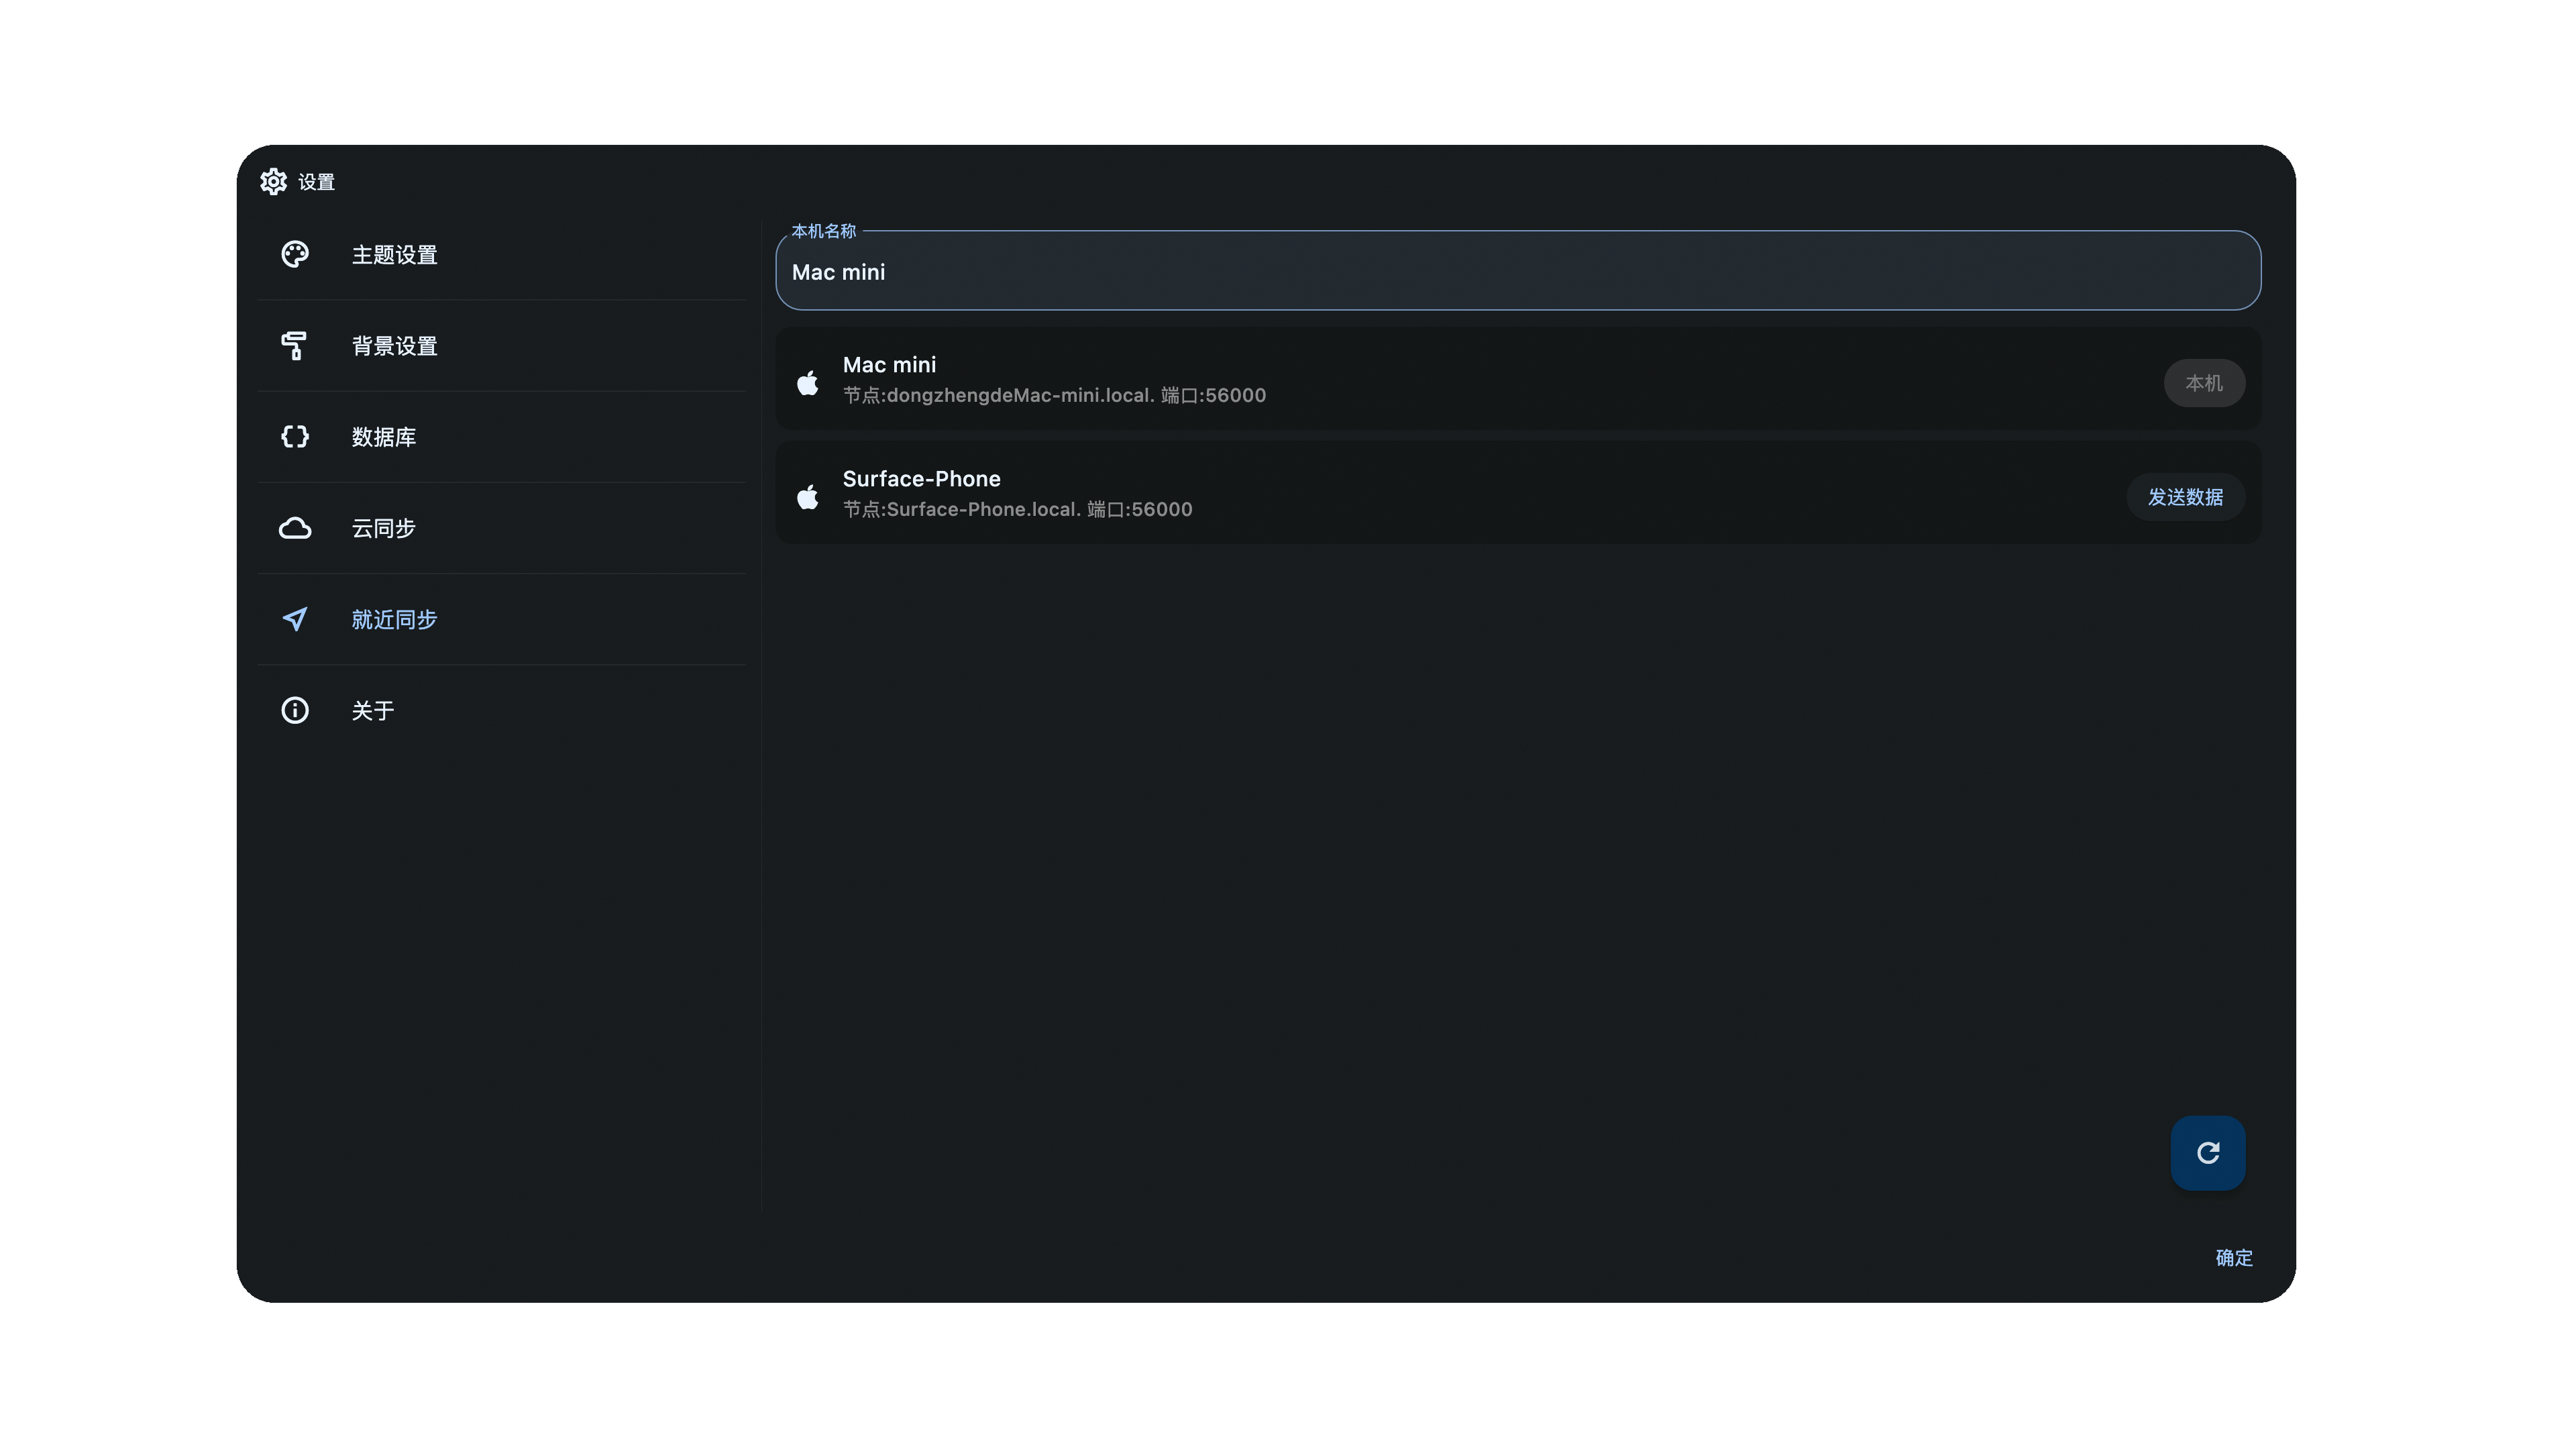 设置
主题设置
背景设置
数据库
云同步
就近同步
关于
本机名称
Mac mini
Mac mini
节点:dongzhengdeMac-mini.local. 端口:56000
本机
Surface-Phone
节点:Surface-Phone.local. 端口:56000
发送数据
确定